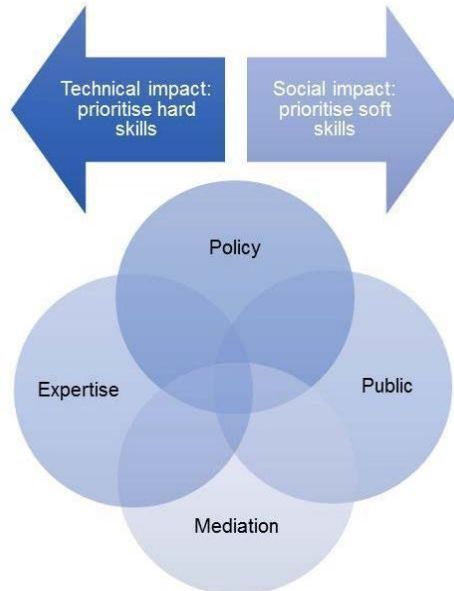 Technical impact:
prioritise hard
skills
Social impact:
prioritise soft
skills
Policy
Expertise
Public
Mediation